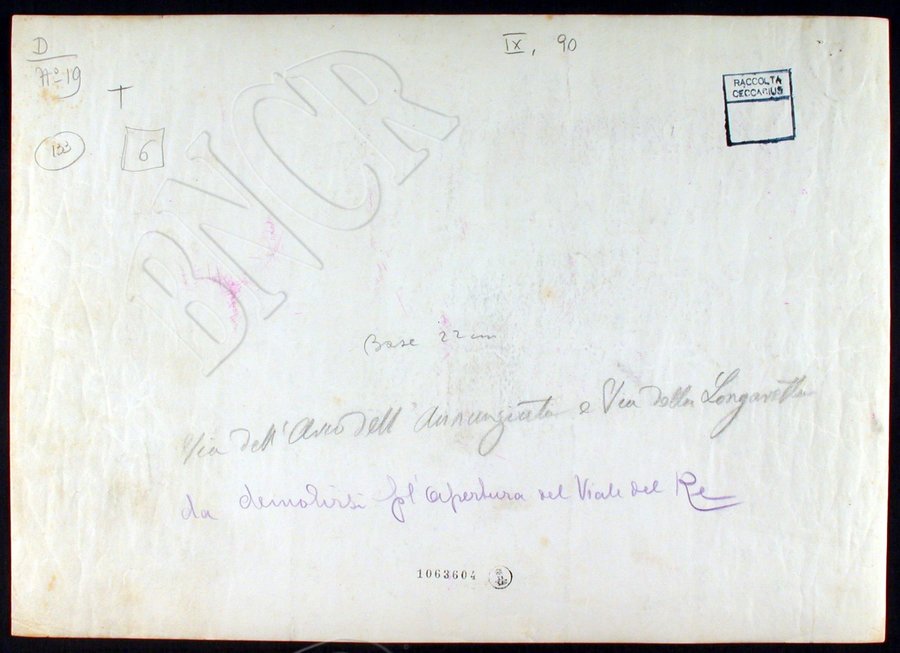 D
Nº 19
IX, 90
RACCOLTA
CECCARIUS
133
6
BNCR
Base 22 cm
Via dell'Arco dell'Annunziata e Via della Longaretta
da demolirsi p l'apertura del Viale del Re
1063604